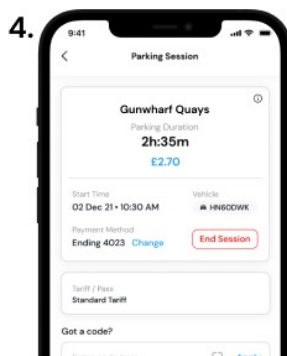 4.
9:41
Parking Session
Gunwharf Quays
Parking Duration
2h:35m
£2.70
Start Time Vehicle
02 Dec 21 • 10:30 AM HN60DWK
Payment Method
Ending 4023 Change End Session
Tariff / Pass
Standard Tariff
Got a code?